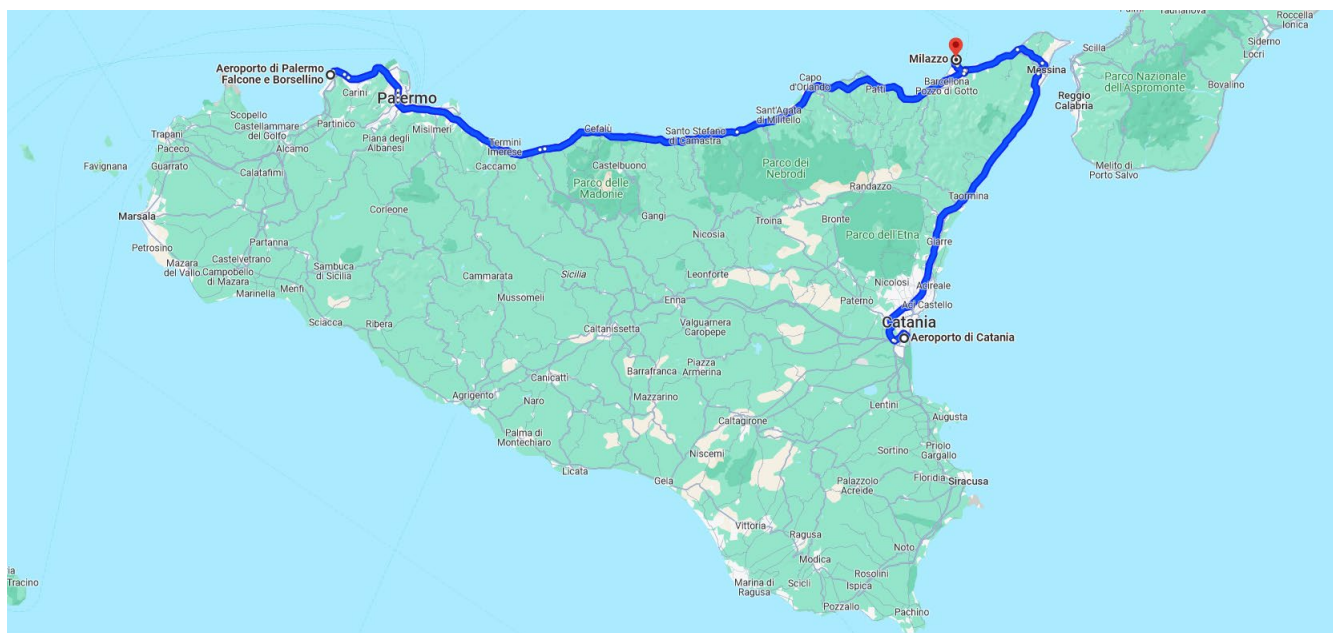 Palmi
Taurianova
Roccella
Ionica
Siderno
Locri
Scilla
Bovalino
Parco Nazionale
dell'Aspromonte
Reggio
Calabria
Melito di
Porto Salvo
Milazzo
Messina
Barcellona
Pozzo di Gotto
Patti
Capo
d'Orlando
Sant'Agata
di Militello
Santo Stefano
di Camastra
Cefalù
Termini
Imerese
Caccamo
Castelbuono
Parco delle
Madonie
Parco dei
Nebrodi
Randazzo
Taormina
Aeroporto di Palermo
Falcone e Borsellino
Carini
Palermo
Scopello
Castellammare
del Golfo
Partinico
Piana degli
Albanesi
Misilmeri
Trapani
Paceco
Alcamo
Favignana
Guarrato
Calatafimi
Corleone
Gangi
Nicosia
Troina
Bronte
Parco dell'Etna
Giarre
Marsala
Petrosino
Partanna
Castelvetrano
Mazara
del Vallo
Campobello
di Mazara
Menfi
Marinella
Sambuca
di Sicilia
Cammarata
Sicilia
Leonforte
Nicolosi
Acireale
Paternò
Aci Castello
Mussomeli
Enna
Sciacca
Ribera
Caltanissetta
Valguarnera
Caropepe
Catania
Aeroporto di Catania
Canicattì
Barrafranca
Piazza
Armerina
Agrigento
Naro
Mazzarino
Lentini
Augusta
Palma di
Montechiaro
Caltagirone
Priolo
Gargallo
Sortino
Niscemi
Floridia
Siracusa
Licata
Gela
Palazzolo
Acreide
Vittoria
Ragusa
Noto
Modica
Rosolini
Marina di
Ragusa
Scicli
Ispica
Pozzallo
Pachino
ria
Tracino